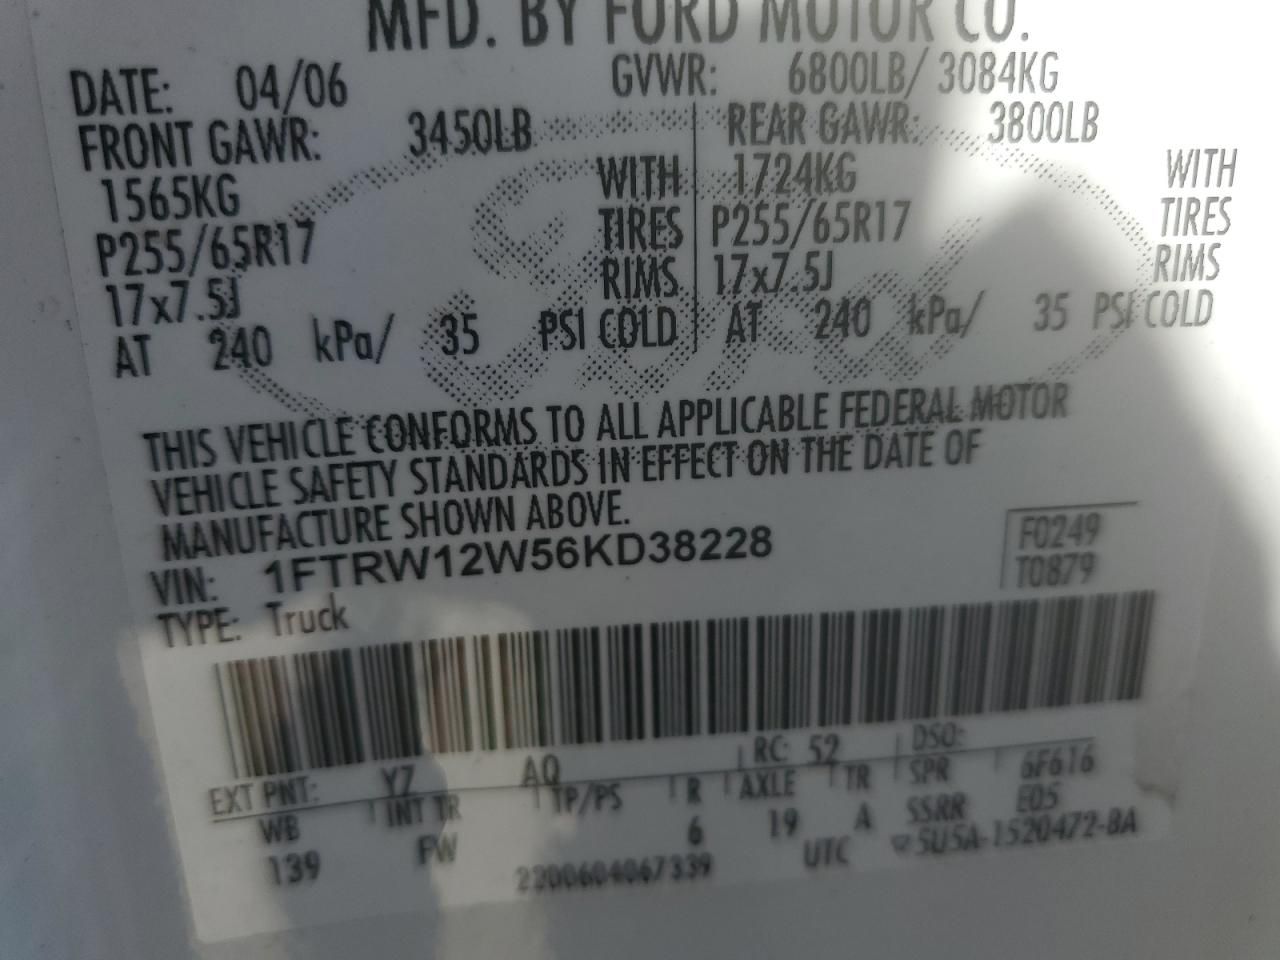 MFD. BY FORD MOTOR CO.
DATE: 04/06 GVWR: 6800LB/ 3084KG
FRONT GAWR: 3450LB REAR GAWR: 3800LB
1565KG WITH 1724KG WITH
P255/65R17 TIRES P255/65R17 TIRES
17x7.5J RIMS 17x7.5J RIMS
AT 240 kPa/ 35 PSI COLD AT 240 kPa/ 35 PSI COLD
THIS VEHICLE CONFORMS TO ALL APPLICABLE FEDERAL MOTOR
VEHICLE SAFETY STANDARDS IN EFFECT ON THE DATE OF
MANUFACTURE SHOWN ABOVE.
VIN: 1FTRW12W56KD38228 F0249
TYPE: Truck T0879
EXT PNT: YZ AQ RC: 52 DSO:
WB INT TR TP/PS R AXLE TR SPR 6F616
139 FW 6 19 A SSRR E05
2200604067339 UTC 5U5A-1520472-BA